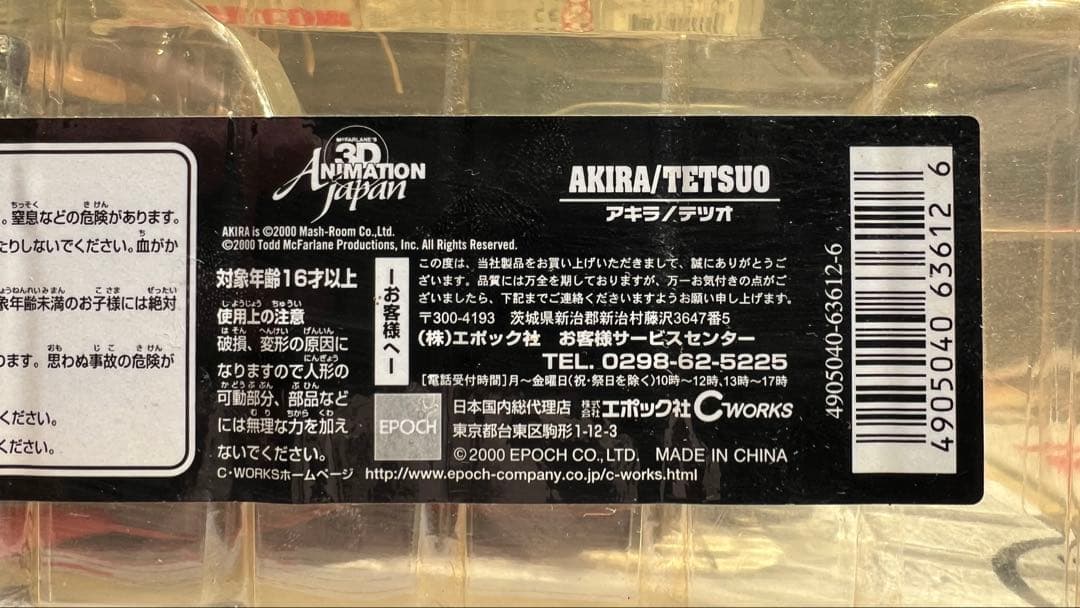 。窒息などの危険があります。
たりしないでください。血がか
象年齢未満のお子様には絶対
ります。思わぬ事故の危険が
ください。
ください。
McFARLANE'S
3D
ANIMATION
Japan
AKIRA is ©2000 Mash-Room Co.,Ltd.
©2000 Todd McFarlane Productions, Inc. All Rights Reserved.
対象年齢16才以上
使用上の注意
破損、変形の原因に
なりますので人形の
可動部分、部品など
には無理な力を加え
ないでください。
AKIRA/TETSUO
アキラ/テツオ
ーお客様へー
この度は、当社製品をお買い上げいただきまして、誠にありがとうご
ざいます。品質には万全を期しておりますが、万一お気付きの点がご
ざいましたら、下記までご連絡くださいますようお願い申し上げます。
〒300-4193 茨城県新治郡新治村藤沢3647番5
(株)エポック社 お客様サービスセンター
TEL. 0298-62-5225
[電話受付時間]月〜金曜日(祝・祭日を除く)10時〜12時、13時〜17時
EPOCH
日本国内総代理店 株式会社エポック社 C WORKS
東京都台東区駒形1-12-3
©2000 EPOCH CO.,LTD. MADE IN CHINA
C・WORKSホームページ http://www.epoch-company.co.jp/c-works.html
4905040-63612-6
4905040 63612 6